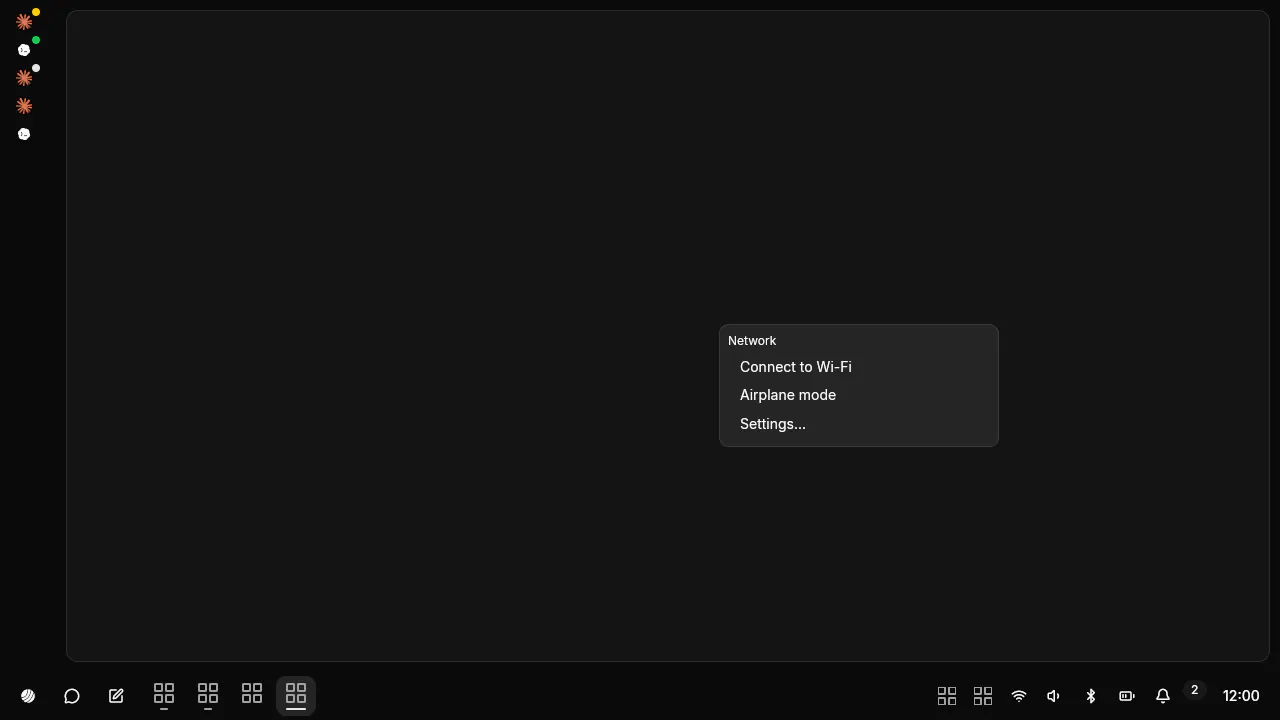 Network
Connect to Wi-Fi
Airplane mode
Settings...
2
12:00